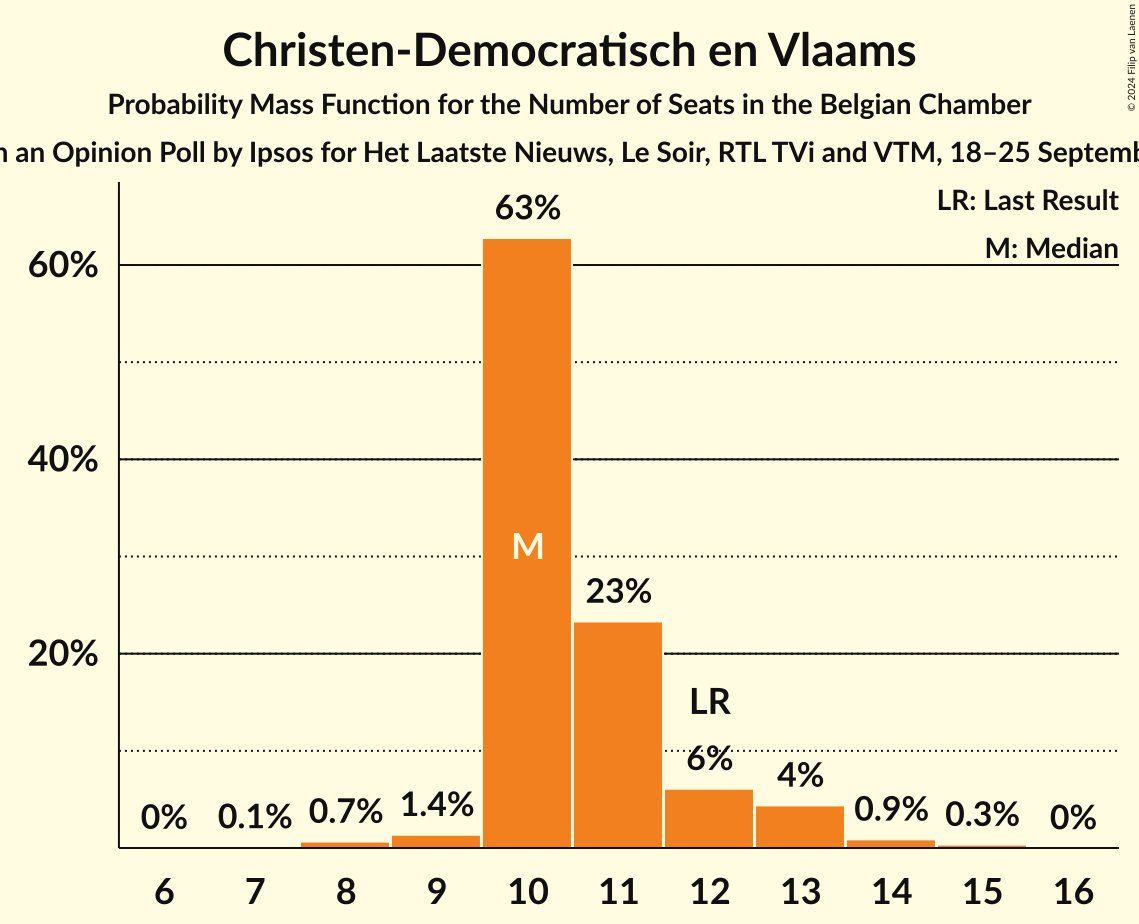 Christen-Democratisch en Vlaams
Probability Mass Function for the Number of Seats in the Belgian Chamber
an Opinion Poll by Ipsos for Het Laatste Nieuws, Le Soir, RTL TVi and VTM, 18–25
© 2024 Filip van Laenen
LR: Last Result
M: Median
63%
60%
40%
M
23%
20%
LR
6%
4%
0% 0.1% 0.7% 1.4% 0.9% 0.3% 0%
6 7 8 9 10 11 12 13 14 15 16